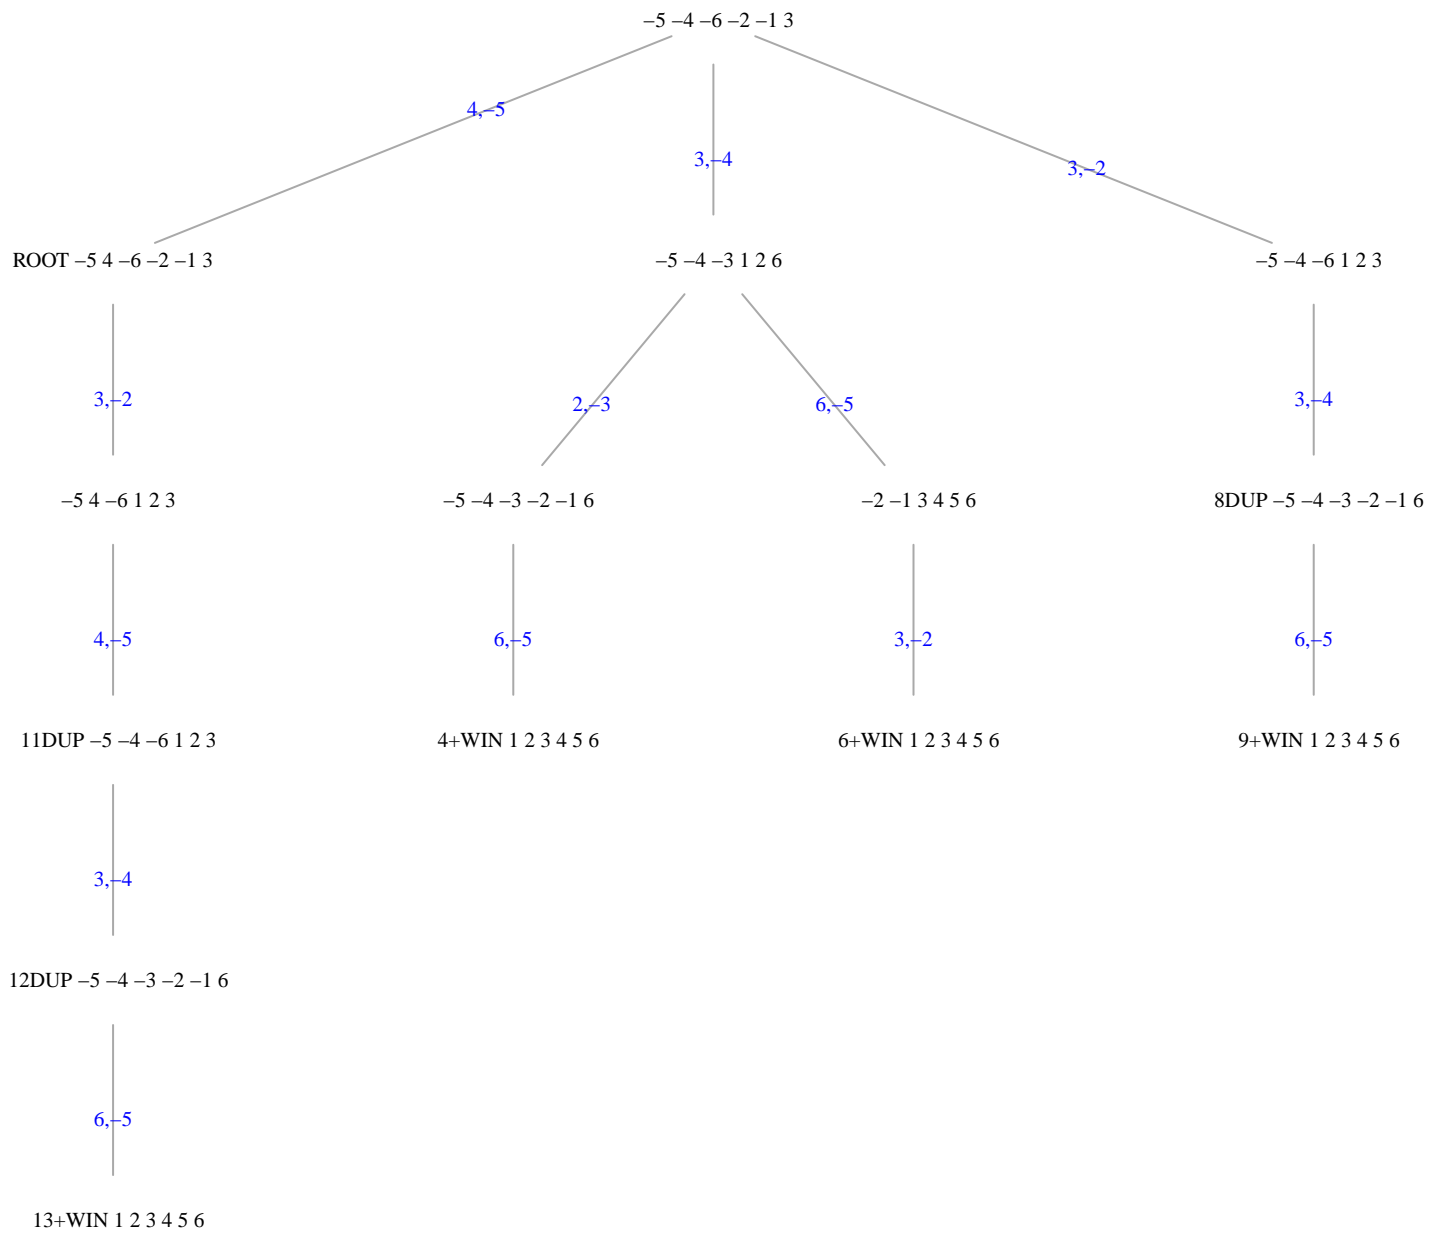 –5 –4 –6 –2 –1 3
4,–5
3,–4
3,–2
ROOT –5 4 –6 –2 –1 3
–5 –4 –3 1 2 6
–5 –4 –6 1 2 3
3,–2
2,–3
6,–5
3,–4
–5 4 –6 1 2 3
–5 –4 –3 –2 –1 6
–2 –1 3 4 5 6
8DUP –5 –4 –3 –2 –1 6
4,–5
6,–5
3,–2
6,–5
11DUP –5 –4 –6 1 2 3
4+WIN 1 2 3 4 5 6
6+WIN 1 2 3 4 5 6
9+WIN 1 2 3 4 5 6
3,–4
12DUP –5 –4 –3 –2 –1 6
6,–5
13+WIN 1 2 3 4 5 6